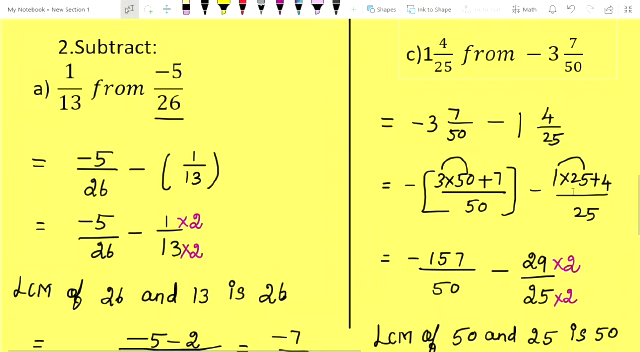 My Notebook » New Section 1
Shapes
Ink to Shape
Math
2.Subtract:
a) 1/13 from −5/26
= −5/26 − (1/13)
= −5/26 − 1×2/13×2
LCM of 26 and 13 is 26
= −5−2 = −7
c)1 4/25 from − 3 7/50
= −3 7/50 − 1 4/25
= −[3×50+7/50] − 1×25+4/25
= −157/50 − 29×2/25×2
LCM of 50 and 25 is 50